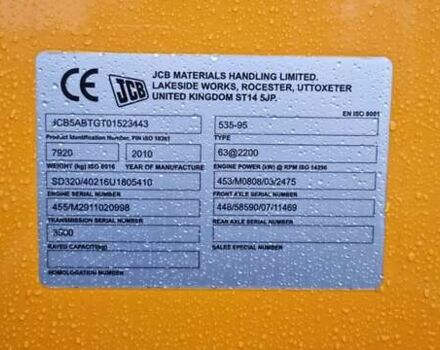 CE JCB JCB MATERIALS HANDLING LIMITED.
LAKESIDE WORKS, ROCESTER, UTTOXETER
UNITED KINGDOM ST14 5JP.
EN ISO 9001
JCB5ABTGT01523443
Product Identification Number, PIN ISO 10261
535-95
TYPE
7920 2010
WEIGHT (kg) ISO 6016 YEAR OF MANUFACTURE
63@2200
ENGINE POWER (kW) @ RPM ISO 14396
SD320/40216U1805410
ENGINE SERIAL NUMBER
453/M0808/03/2475
FRONT AXLE SERIAL NUMBER
455/M2911020998
TRANSMISSION SERIAL NUMBER
448/58590/07/11469
REAR AXLE SERIAL NUMBER
3500
RATED CAPACITY(kg)
SALES SPECIAL NUMBER
HOMOLOGATION NUMBER